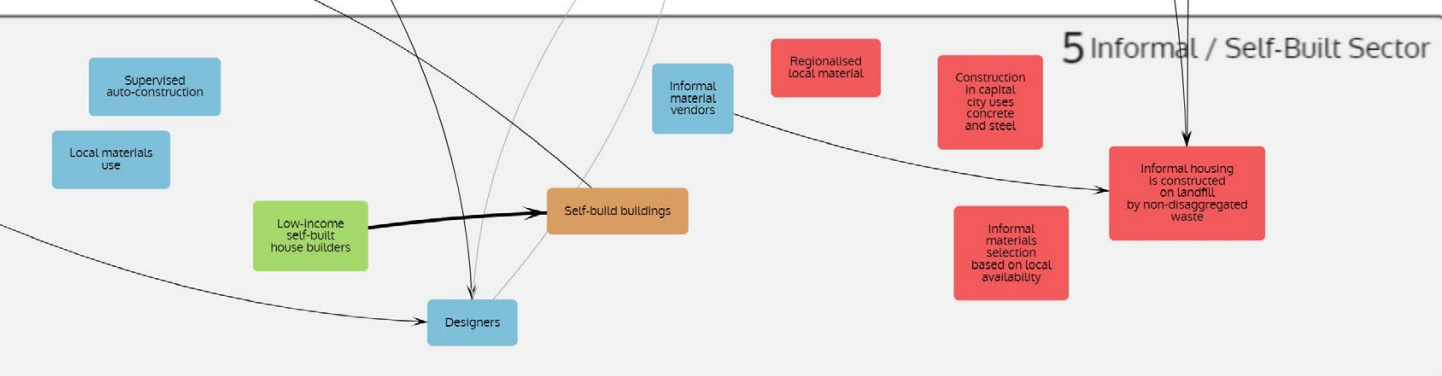 5 Informal / Self-Built Sector
Supervised
auto-construction
Local materials
use
Low-income
self-built
house builders
Self-build buildings
Designers
Informal
material
vendors
Regionalised
local material
Construction
in capital
city uses
concrete
and steel
Informal
materials
selection
based on local
availability
Informal housing
is constructed
on landfill
by non-disaggregated
waste